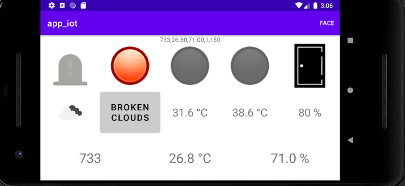 3:06
app_iot FACE
733,26.80,71.00,1,180
BROKEN
CLOUDS
31.6 °C 38.6 °C 80 %
733 26.8 °C 71.0 %